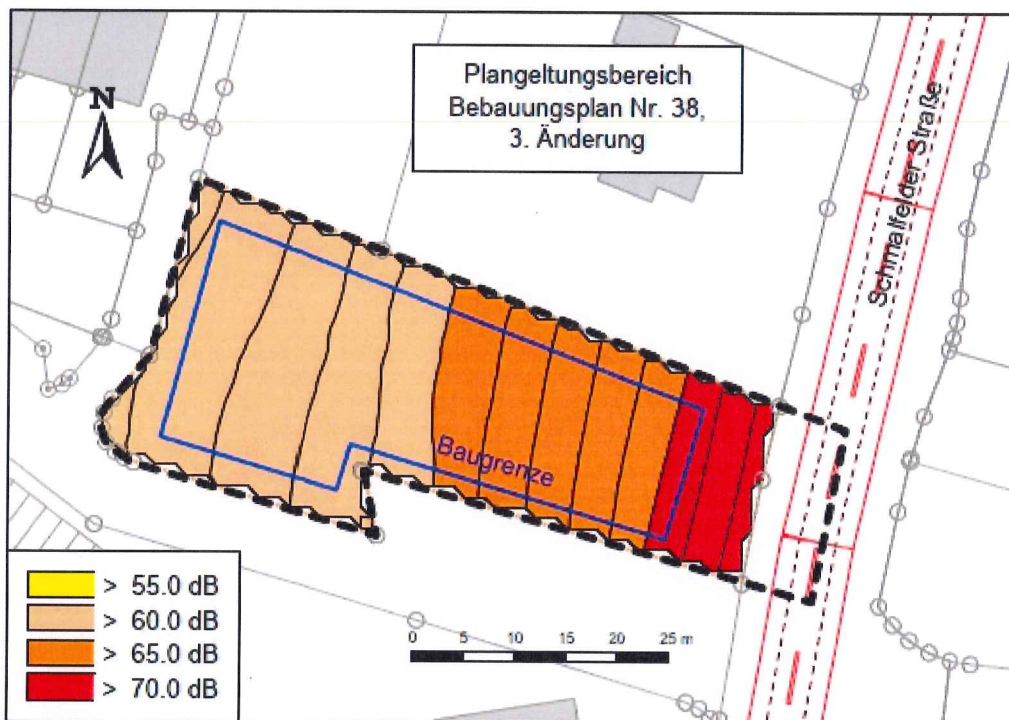 Plangeltungsbereich
Bebauungsplan Nr. 38,
3. Änderung
N
Schmalfelder Straße
Baugrenze
> 55.0 dB
> 60.0 dB
> 65.0 dB
> 70.0 dB
0 5 10 15 20 25 m